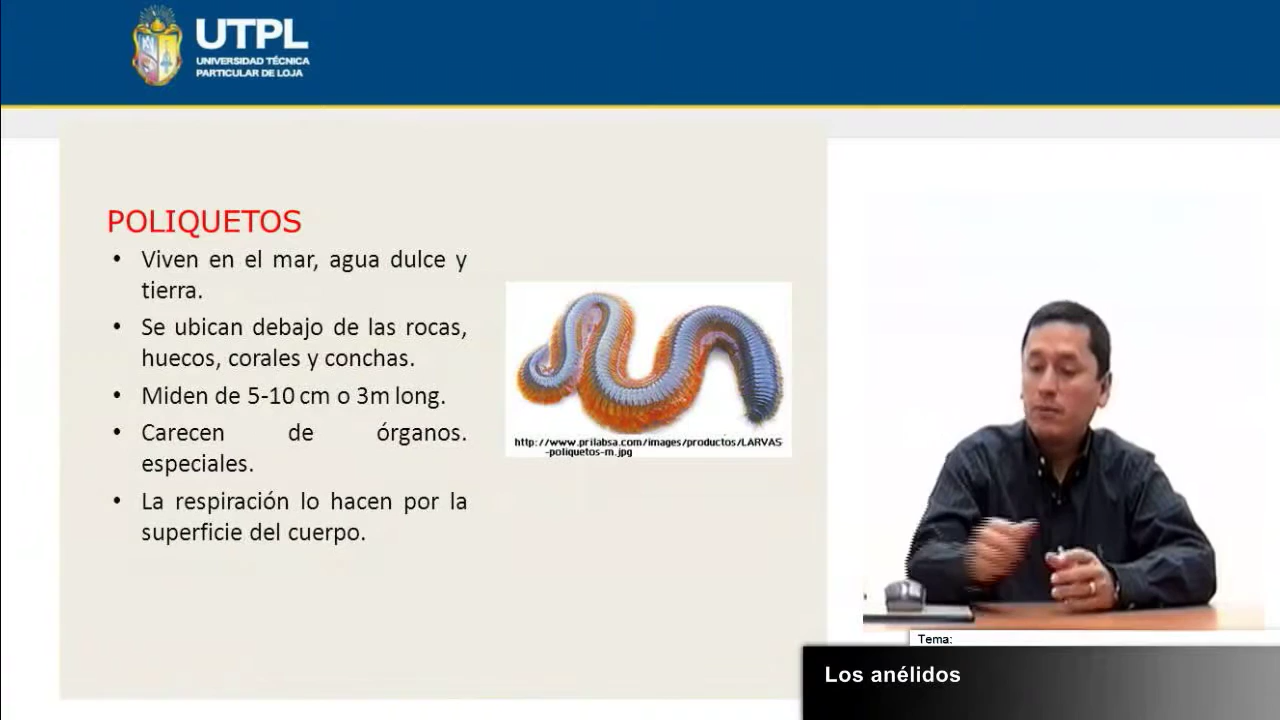 UTPL
UNIVERSIDAD TÉCNICA
PARTICULAR DE LOJA
POLIQUETOS
• Viven en el mar, agua dulce y
tierra.
• Se ubican debajo de las rocas,
huecos, corales y conchas.
• Miden de 5-10 cm o 3m long.
• Carecen de órganos.
especiales.
• La respiración lo hacen por la
superficie del cuerpo.
http://www.prilabsa.com/images/productos/LARVAS
-poliquetos-m.jpg
Tema:
Los anélidos